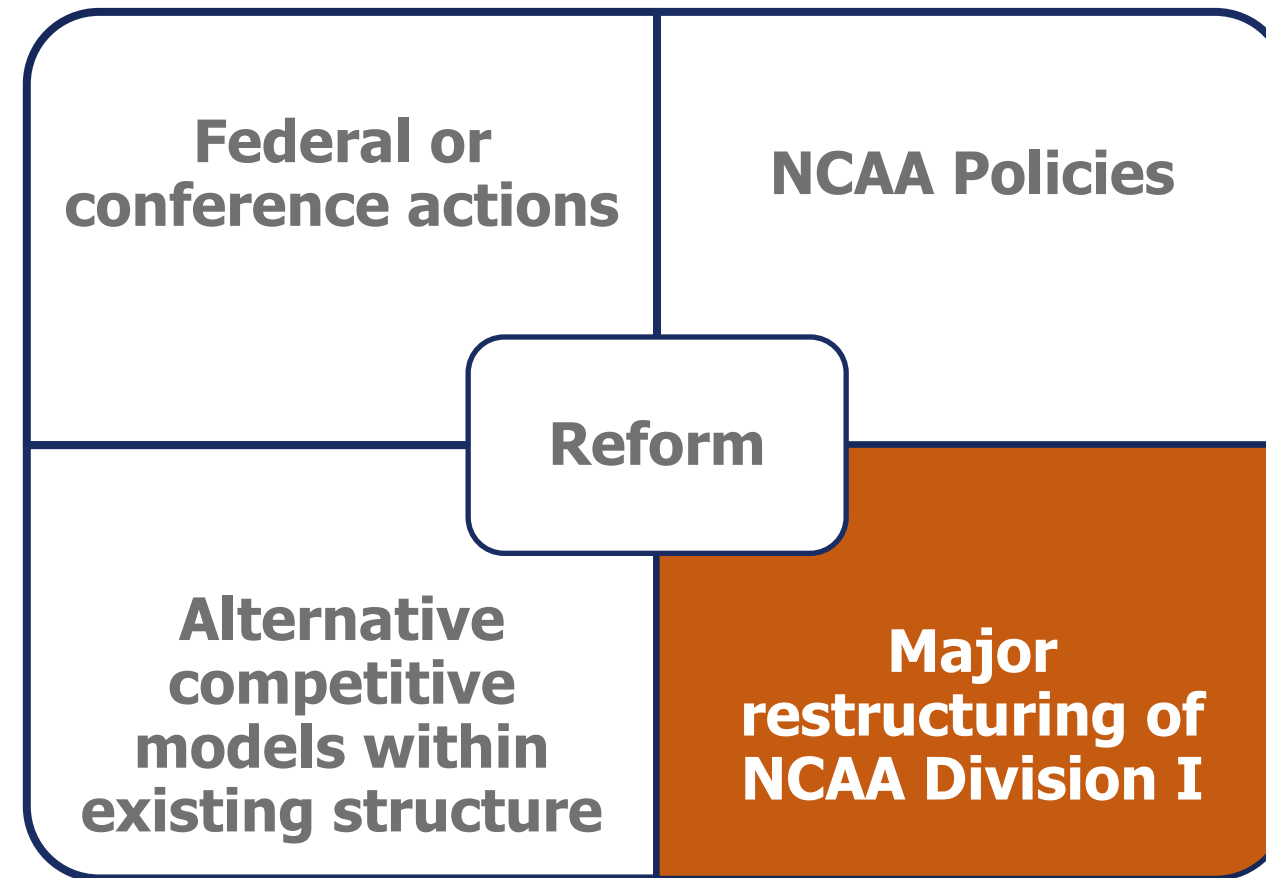 Federal or
conference actions
NCAA Policies
Reform
Alternative
competitive
models within
existing structure
Major
restructuring of
NCAA Division I